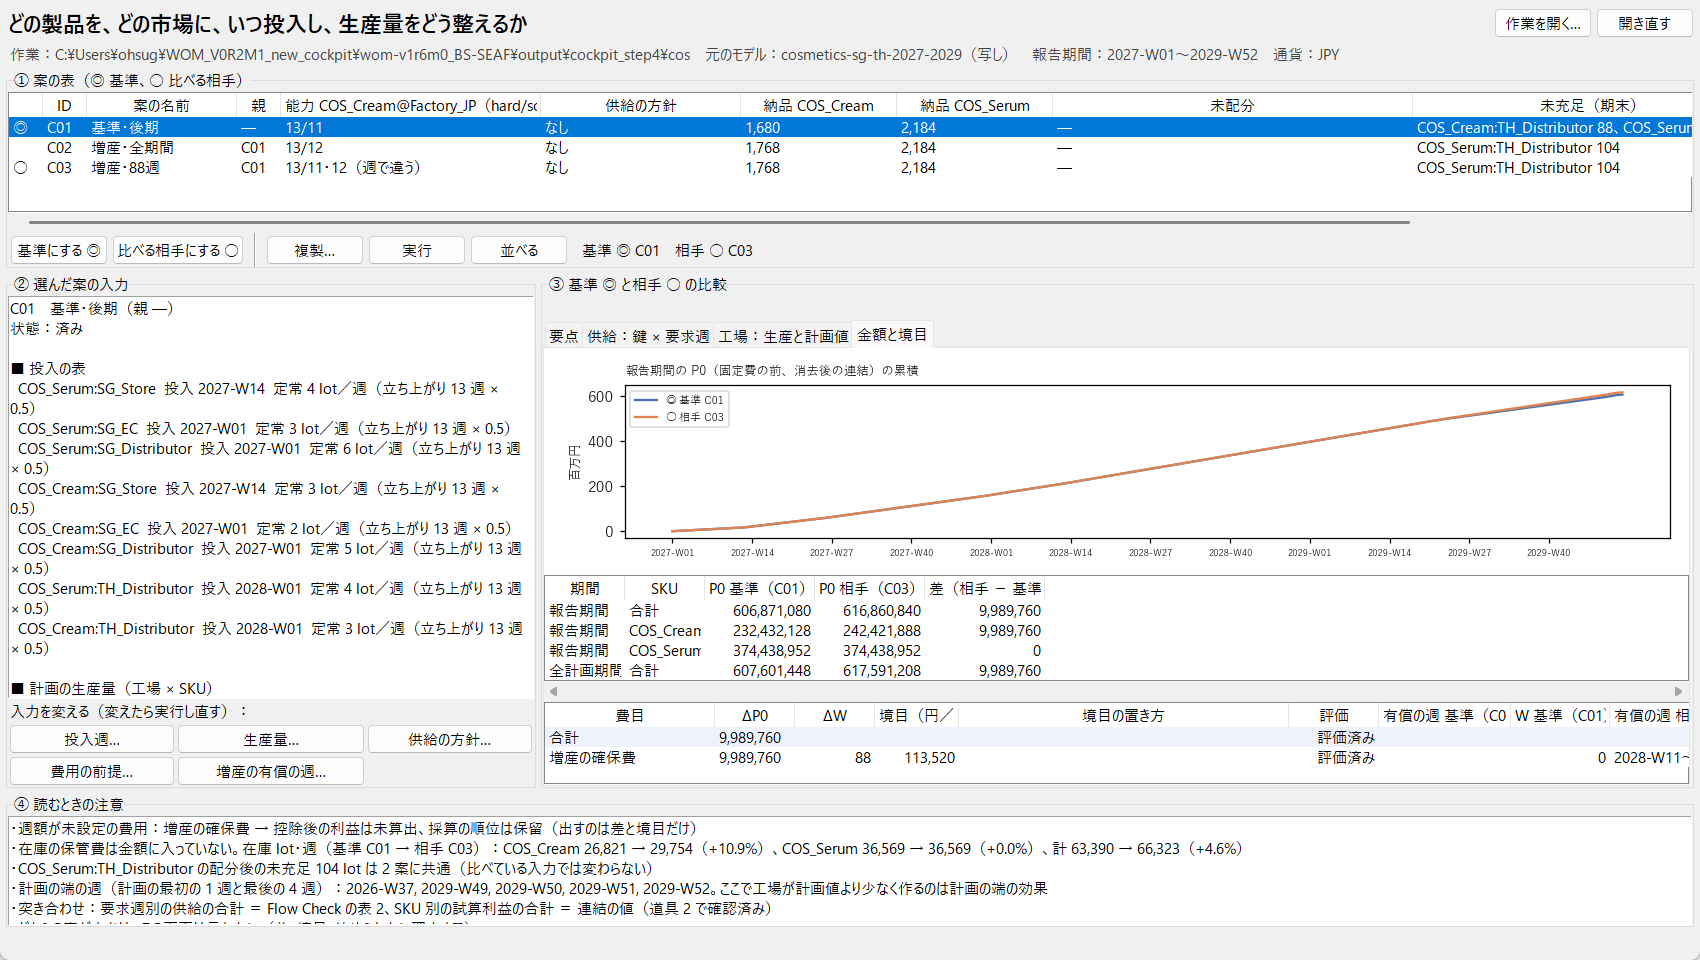 どの製品を、どの市場に、いつ投入し、生産量をどう整えるか
作業を開く... 開き直す
作業：C:¥Users¥ohsug¥WOM_V0R2M1_new_cockpit¥wom-v1r6m0_BS-SEAF¥output¥cockpit_step4¥cos 元のモデル：cosmetics-sg-th-2027-2029（写し） 報告期間：2027-W01～2029-W52 通貨：JPY
① 案の表（◎ 基準、○ 比べる相手）
ID 案の名前 親 能力 COS_Cream@Factory_JP（hard/sc 供給の方針 納品 COS_Cream 納品 COS_Serum 未配分 未充足（期末）
◎ C01 基準・後期 — 13/11 なし 1,680 2,184 — COS_Cream:TH_Distributor 88、COS_Serum
C02 増産・全期間 C01 13/12 なし 1,768 2,184 — COS_Serum:TH_Distributor 104
○ C03 増産・88週 C01 13/11・12（週で違う） なし 1,768 2,184 — COS_Serum:TH_Distributor 104
基準にする ◎ 比べる相手にする ○ 複製... 実行 並べる 基準 ◎ C01 相手 ○ C03
② 選んだ案の入力
C01 基準・後期（親 —）
状態：済み
■ 投入の表
COS_Serum:SG_Store 投入 2027-W14 定常 4 lot／週（立ち上がり 13 週 ×
0.5）
COS_Serum:SG_EC 投入 2027-W01 定常 3 lot／週（立ち上がり 13 週 × 0.5）
COS_Serum:SG_Distributor 投入 2027-W01 定常 6 lot／週（立ち上がり 13 週
× 0.5）
COS_Cream:SG_Store 投入 2027-W14 定常 3 lot／週（立ち上がり 13 週 ×
0.5）
COS_Cream:SG_EC 投入 2027-W01 定常 2 lot／週（立ち上がり 13 週 × 0.5）
COS_Cream:SG_Distributor 投入 2027-W01 定常 5 lot／週（立ち上がり 13 週
× 0.5）
COS_Serum:TH_Distributor 投入 2028-W01 定常 4 lot／週（立ち上がり 13 週
× 0.5）
COS_Cream:TH_Distributor 投入 2028-W01 定常 3 lot／週（立ち上がり 13 週
× 0.5）
■ 計画の生産量（工場 × SKU）
入力を変える（変えたら実行し直す）：
投入週... 生産量... 供給の方針...
費用の前提... 増産の有償の週...
③ 基準 ◎ と相手 ○ の比較
要点 供給：鍵 × 要求週 工場：生産と計画値 金額と境目
報告期間の P0（固定費の前、消去後の連結）の累積
◎ 基準 C01
○ 相手 C03
百万円
600
400
200
0
2027-W01 2027-W14 2027-W27 2027-W40 2028-W01 2028-W14 2028-W27 2028-W40 2029-W01 2029-W14 2029-W27 2029-W40
期間 SKU P0 基準（C01） P0 相手（C03） 差（相手 − 基準
報告期間 合計 606,871,080 616,860,840 9,989,760
報告期間 COS_Cream 232,432,128 242,421,888 9,989,760
報告期間 COS_Serum 374,438,952 374,438,952 0
全計画期間 合計 607,601,448 617,591,208 9,989,760
費目 ΔP0 ΔW 境目（円／ 境目の置き方 評価 有償の週 基準（C0 W 基準（C01） 有償の週 相
合計 9,989,760 評価済み
増産の確保費 9,989,760 88 113,520 評価済み 0 2028-W11～
④ 読むときの注意
・週額が未設定の費用：増産の確保費 → 控除後の利益は未算出、採算の順位は保留（出すのは差と境目だけ）
・在庫の保管費は金額に入っていない。在庫 lot・週（基準 C01 → 相手 C03）：COS_Cream 26,821 → 29,754（+10.9%）、COS_Serum 36,569 → 36,569（+0.0%）、計 63,390 → 66,323（+4.6%）
・COS_Serum:TH_Distributor の配分後の未充足 104 lot は 2 案に共通（比べている入力では変わらない）
・計画の端の週（計画の最初の 1 週と最後の 4 週）：2026-W37, 2029-W49, 2029-W50, 2029-W51, 2029-W52。ここで工場が計画値より少なく作るのは計画の端の効果
・突き合わせ：要求週別の供給の合計 ＝ Flow Check の表 2、SKU 別の試算利益の合計 ＝ 連結の値（道具 2 で確認済み）